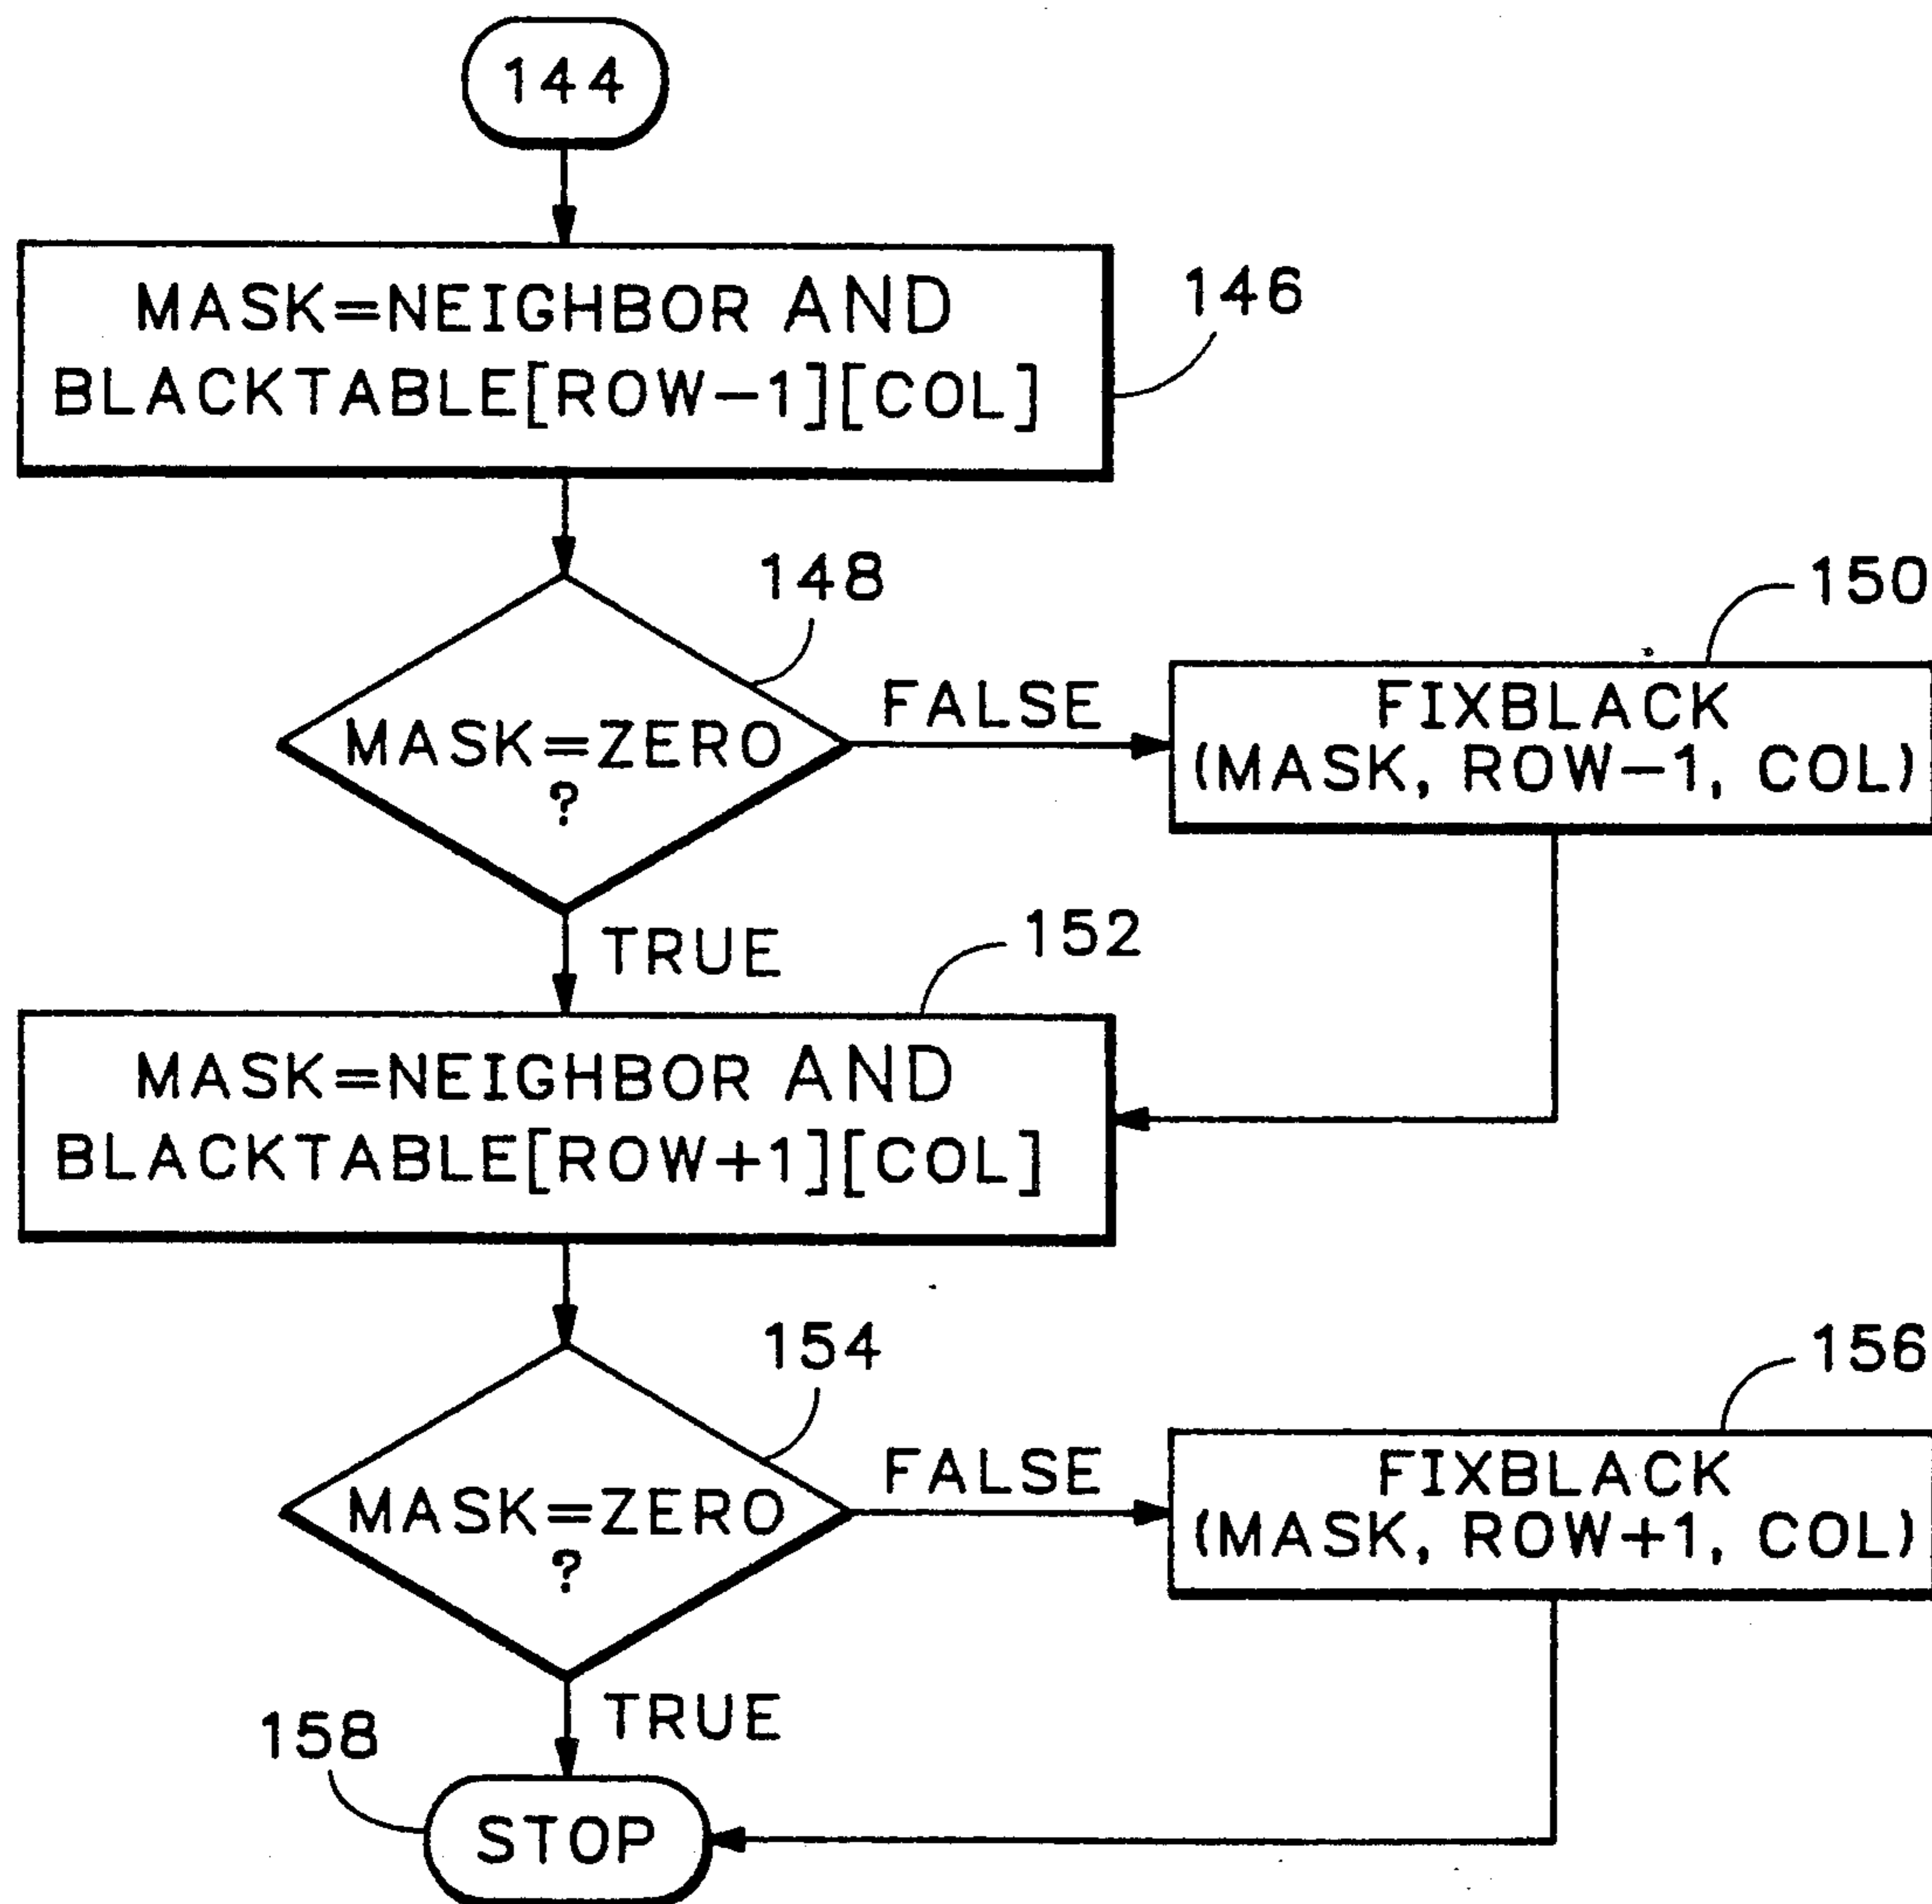 144
MASK=NEIGHBOR AND
BLACKTABLE[ROW-1][COL]
146
148
MASK=ZERO
?
FALSE
150
FIXBLACK
(MASK, ROW-1, COL)
TRUE
152
MASK=NEIGHBOR AND
BLACKTABLE[ROW+1][COL]
154
MASK=ZERO
?
FALSE
156
FIXBLACK
(MASK, ROW+1, COL)
TRUE
158
STOP